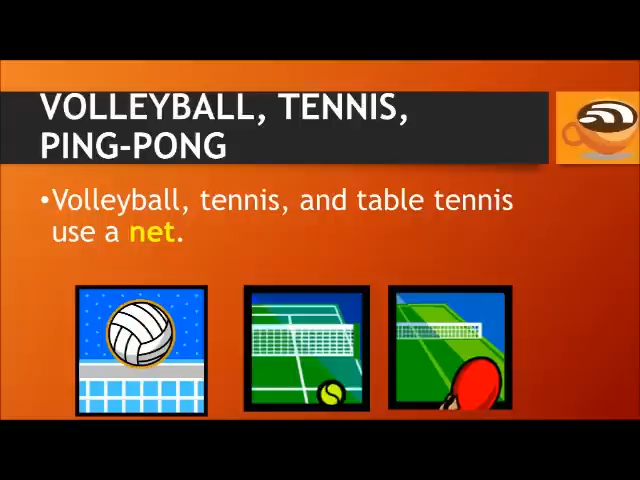 VOLLEYBALL, TENNIS,
PING-PONG
•Volleyball, tennis, and table tennis
use a net.